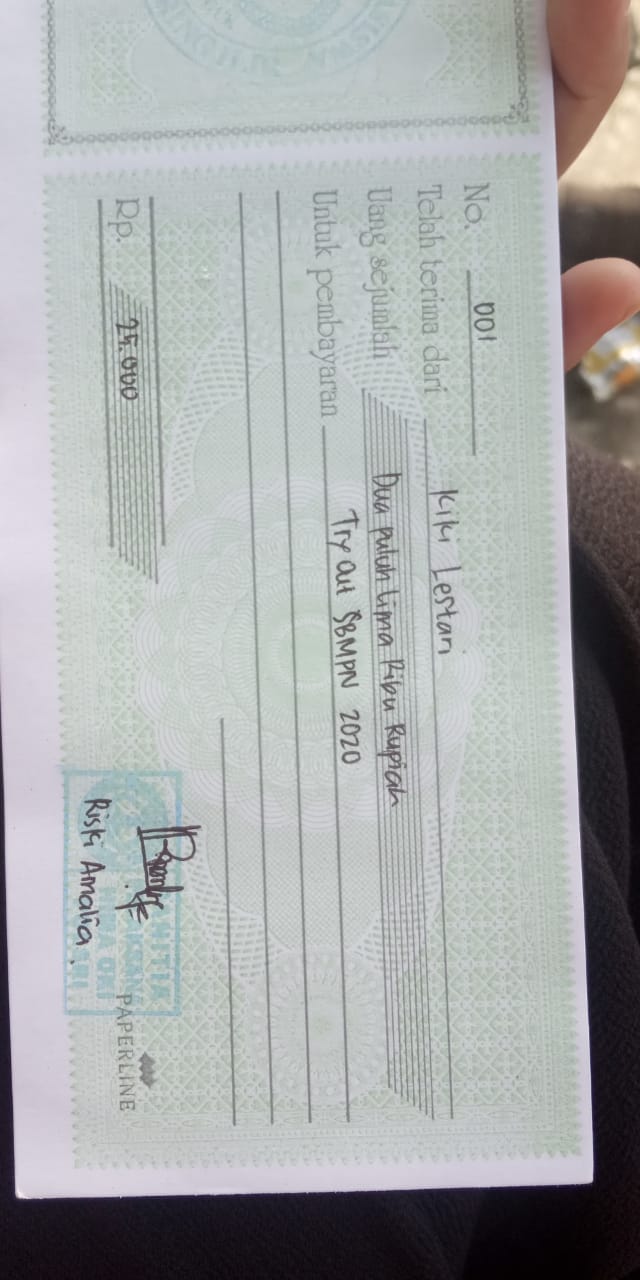 No. 001
Telah terima dari Kiki Lestari
Uang sejumlah Dua puluh Lima Ribu Rupiah
Untuk pembayaran Try Out SBMPN 2020
Rp. 25.000
Riski Amalia.
PAPERLINE